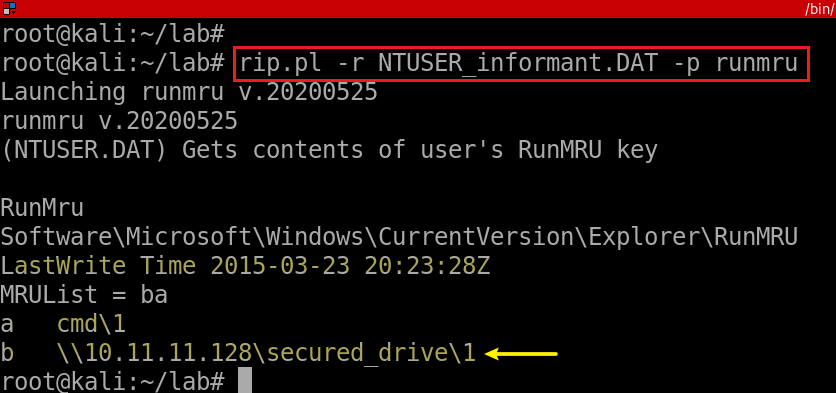 /bin/
root@kali:~/lab#
root@kali:~/lab# rip.pl -r NTUSER_informant.DAT -p runmru
Launching runmru v.20200525
runmru v.20200525
(NTUSER.DAT) Gets contents of user's RunMRU key
RunMru
Software\Microsoft\Windows\CurrentVersion\Explorer\RunMRU
LastWrite Time 2015-03-23 20:23:28Z
MRUList = ba
a   cmd\1
b   \\10.11.11.128\secured_drive\1
root@kali:~/lab#